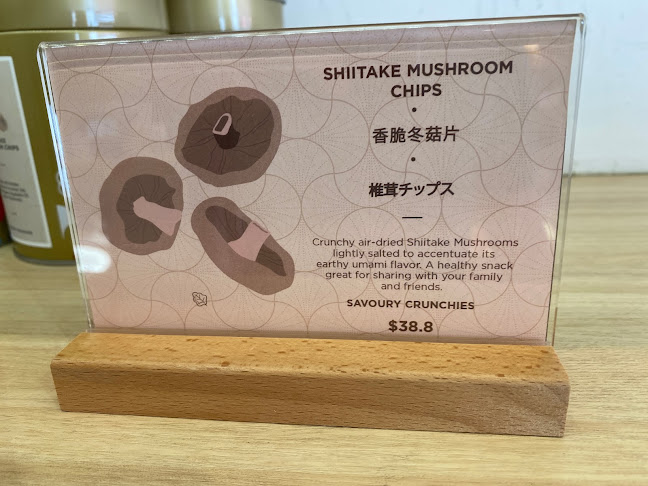 SHIITAKE MUSHROOM
CHIPS
香脆冬菇片
椎茸チップス
Crunchy air-dried Shiitake Mushrooms
lightly salted to accentuate its
earthy umami flavor. A healthy snack
great for sharing with your family
and friends.
SAVOURY CRUNCHIES
$38.8